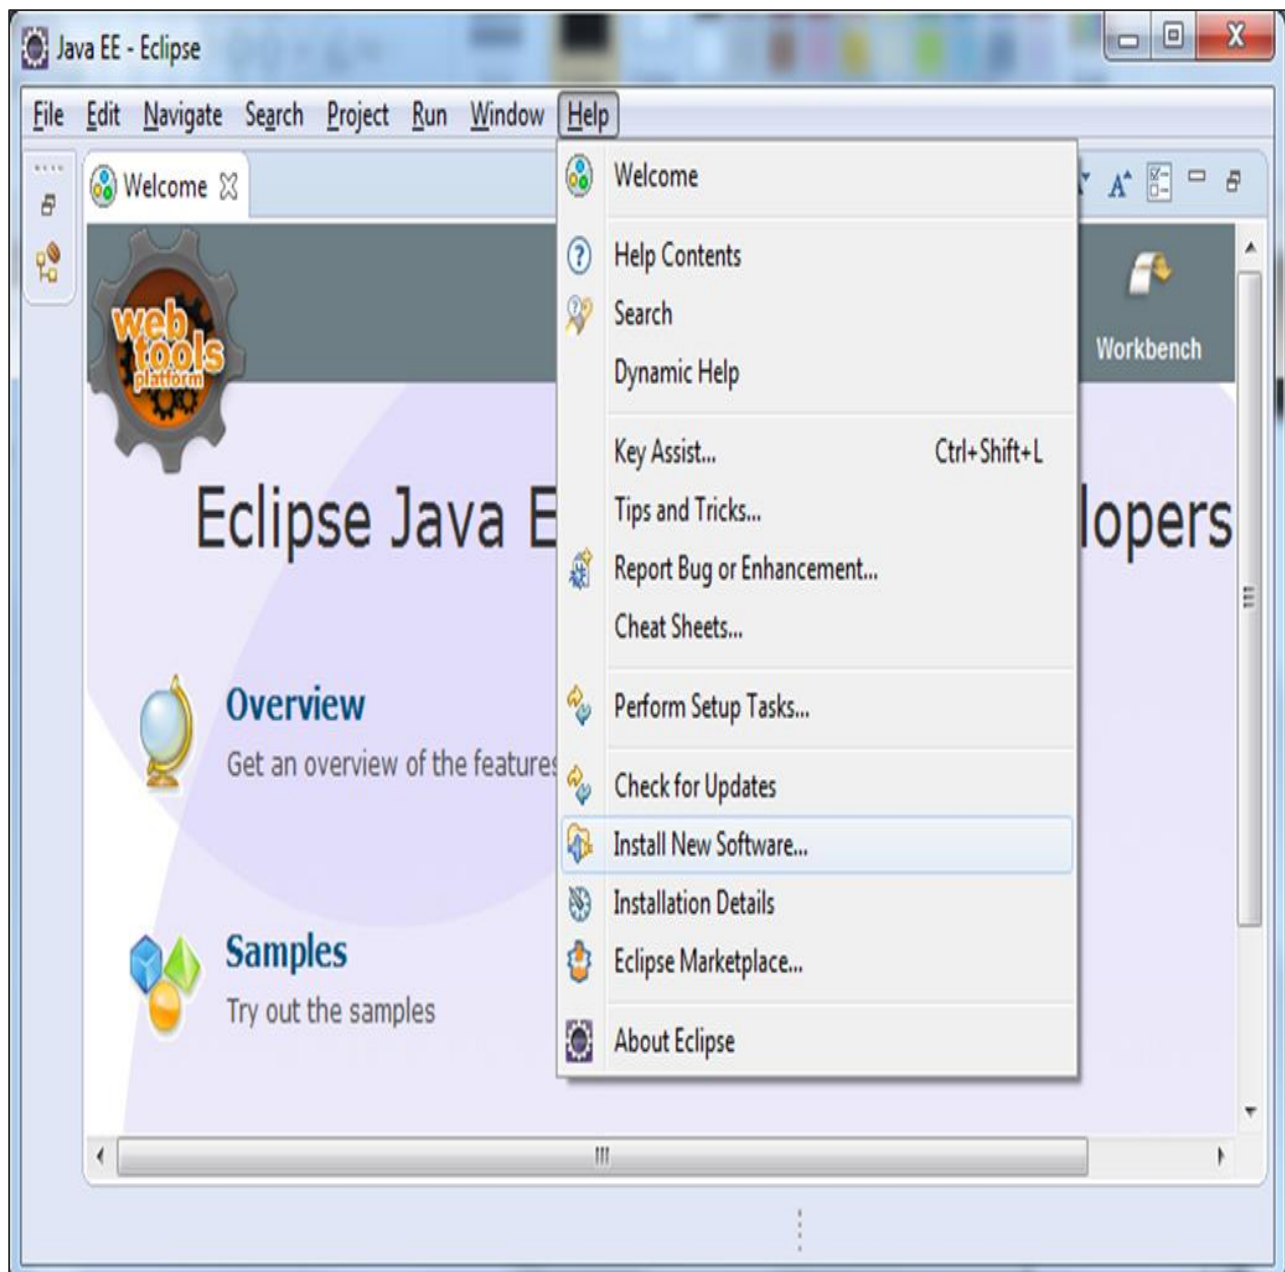 Java EE - Eclipse
File Edit Navigate Search Project Run Window Help
Welcome
Welcome
Help Contents
Search
Dynamic Help
Key Assist... Ctrl+Shift+L
Tips and Tricks...
Report Bug or Enhancement...
Cheat Sheets...
Perform Setup Tasks...
Check for Updates
Install New Software...
Installation Details
Eclipse Marketplace...
About Eclipse
web
tools
platform
Workbench
Eclipse Java E lopers
Overview
Get an overview of the features
Samples
Try out the samples